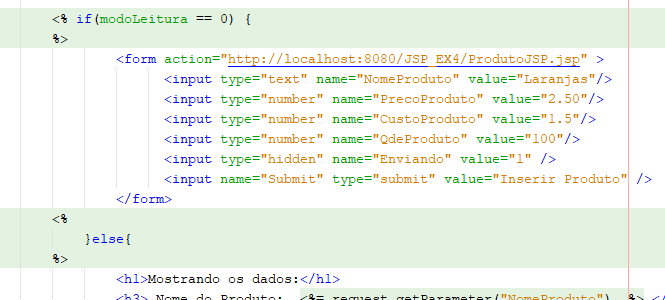 <% if(modoLeitura == 0) {
%>
<form action="http://localhost:8080/JSP_EX4/ProdutoJSP.jsp" >
<input type="text" name="NomeProduto" value="Laranjas"/>
<input type="number" name="PrecoProduto" value="2.50"/>
<input type="number" name="CustoProduto" value="1.5"/>
<input type="number" name="QdeProduto" value="100"/>
<input type="hidden" name="Enviando" value="1" />
<input name="Submit" type="submit" value="Inserir Produto" />
</form>
<%
}else{
%>
<h1>Mostrando os dados:</h1>
<h3> Nome do Produto: <%= request.getParameter("NomeProduto") %> </